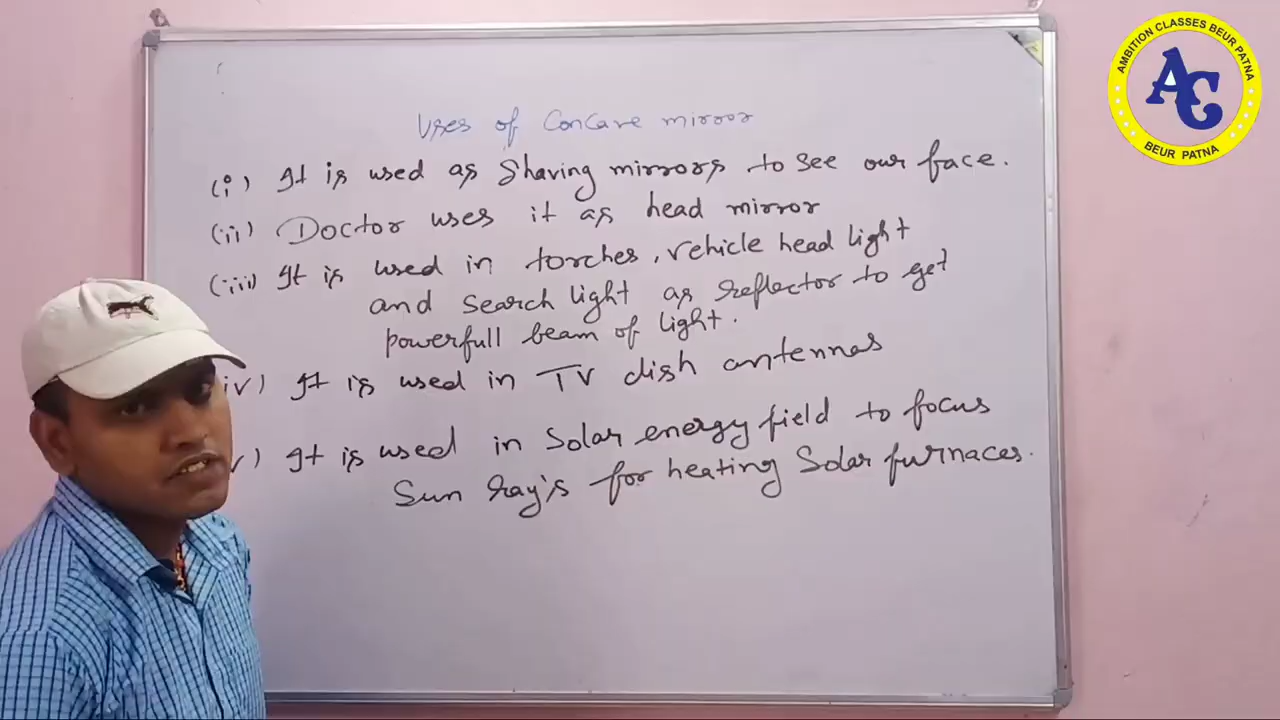 Uses of Concave mirror
(i) It is used as Shaving mirrors to see our face.
(ii) Doctor uses it as head mirror
(iii) It is used in torches, vehicle head light
and search light as reflector to get
powerfull beam of light.
iv) It is used in TV dish antennas
v) It is used in Solar energy field to focus
Sun ray's for heating Solar furnaces.
AMBITION CLASSES BEUR PATNA
AC
BEUR PATNA